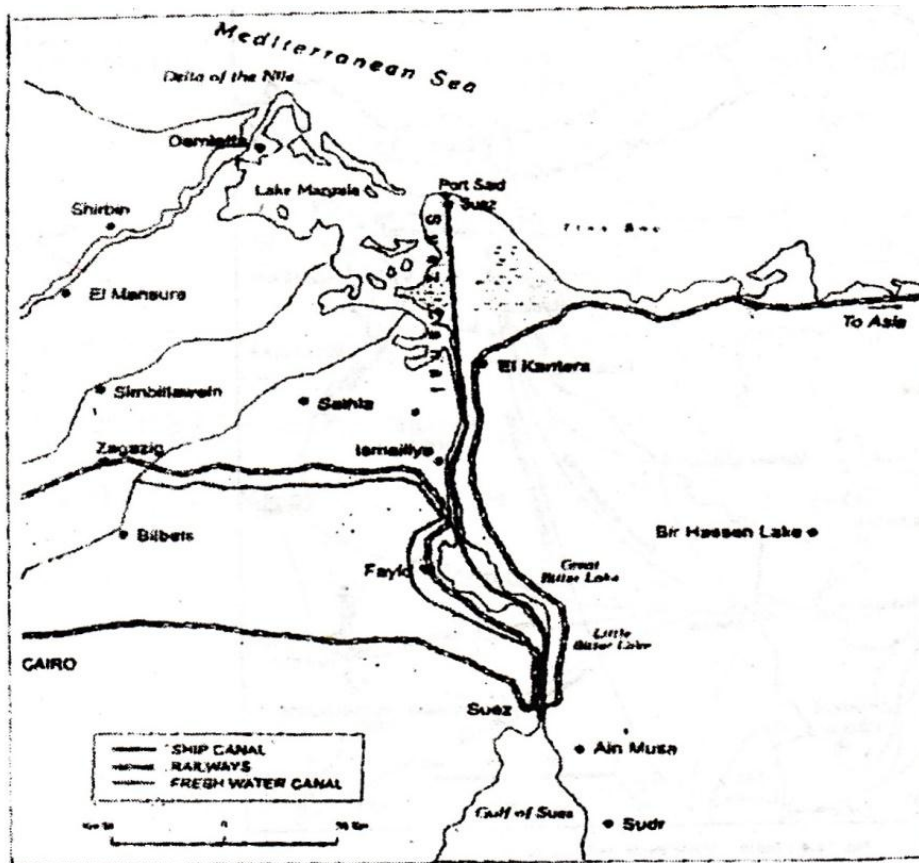 Mediterranean Sea
Delta of the Nile
Damietta
Lake Manzala
Port Said
Suez
Shirbin
El Mansura
To Asia
El Kantera
Simbillawein
Salhia
Zagazig
Ismailiya
Bilbeis
Bir Hassen Lake
Fayid
Great
Bitter Lake
Little
Bitter Lake
CAIRO
Suez
SHIP CANAL
RAILWAYS
FRESH WATER CANAL
Ain Musa
Gulf of Suez
Sudr
0